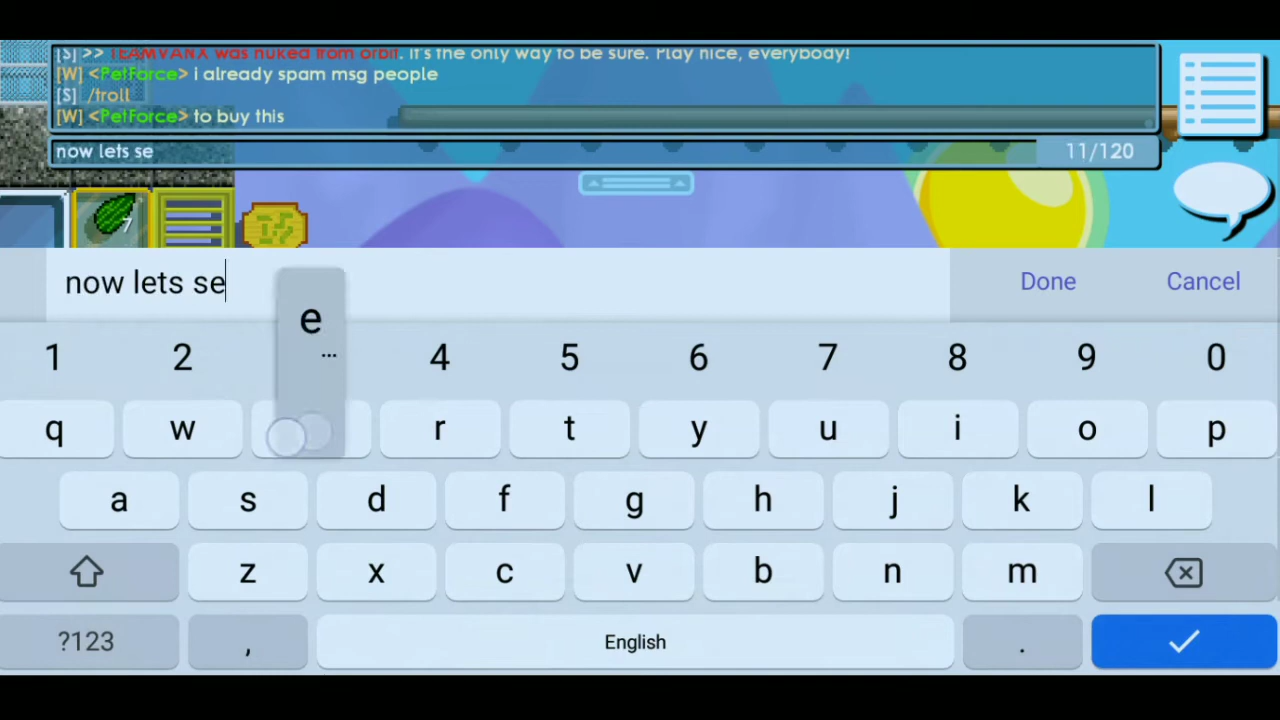 [S] >> TEAMVANX was nuked from orbit. It's the only way to be sure. Play nice, everybody!
[W] <PetForce> i already spam msg people
[S] /troll
[W] <PetForce> to buy this
now lets se 11/120
7
now lets se Done Cancel
e
...
1 2 4 5 6 7 8 9 0
q w r t y u i o p
a s d f g h j k l
z x c v b n m
?123 , English .